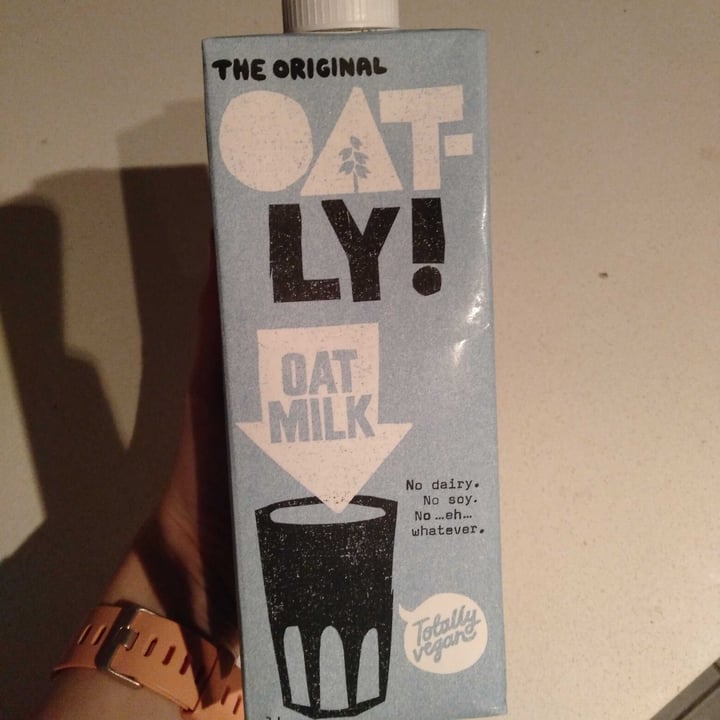 THE ORIGINAL
OAT-
LY!
OAT
MILK
No dairy.
No soy.
No ...eh...
whatever.
Totally
vegan